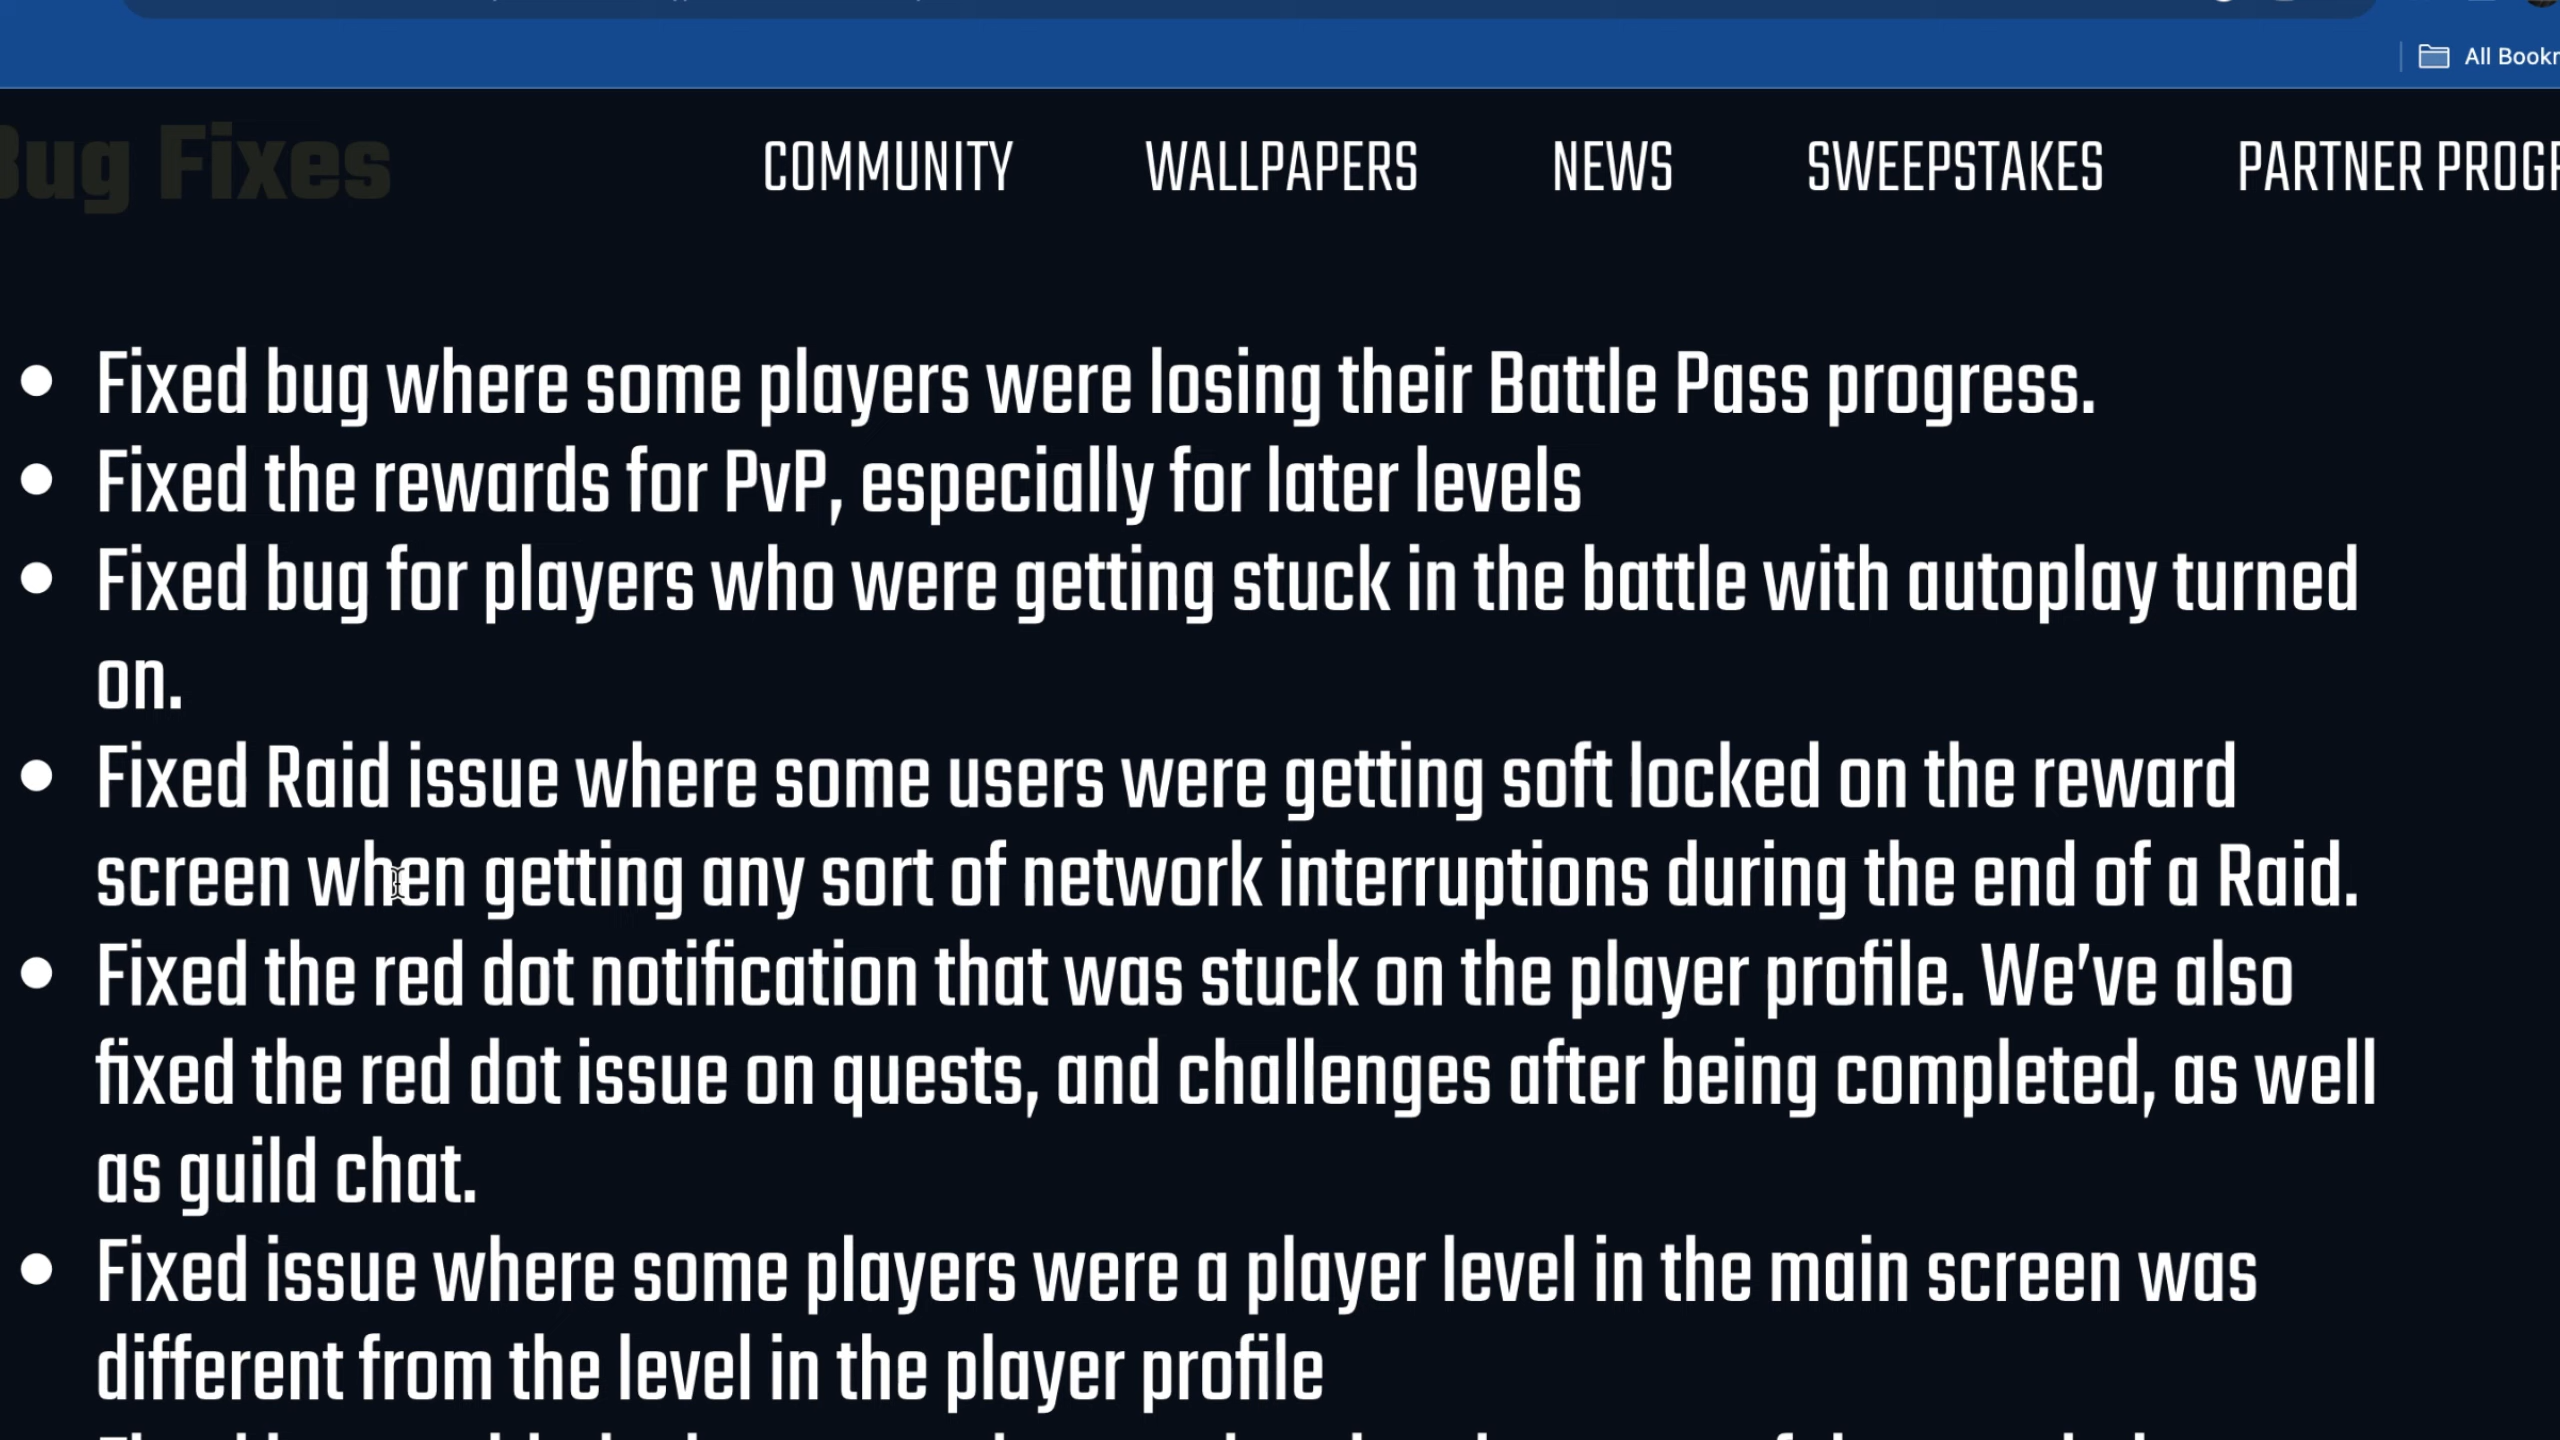 All Book
Bug Fixes
COMMUNITY WALLPAPERS NEWS SWEEPSTAKES PARTNER PROG
• Fixed bug where some players were losing their Battle Pass progress.
• Fixed the rewards for PvP, especially for later levels
• Fixed bug for players who were getting stuck in the battle with autoplay turned
on.
• Fixed Raid issue where some users were getting soft locked on the reward
screen when getting any sort of network interruptions during the end of a Raid.
• Fixed the red dot notification that was stuck on the player profile. We’ve also
fixed the red dot issue on quests, and challenges after being completed, as well
as guild chat.
• Fixed issue where some players were a player level in the main screen was
different from the level in the player profile